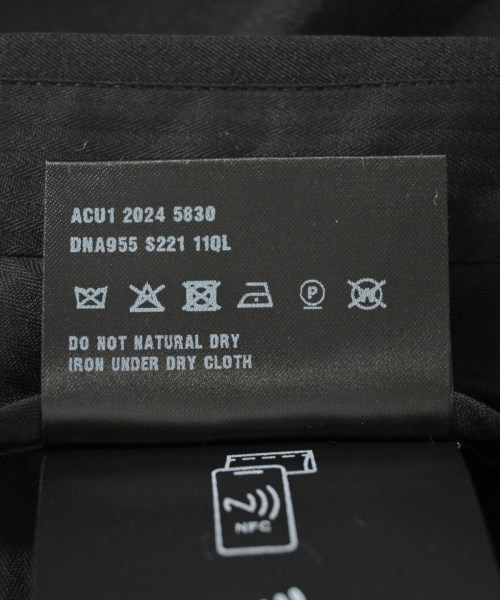 ACU1 2024 5830
DNA955 S221 11QL
P W
DO NOT NATURAL DRY
IRON UNDER DRY CLOTH
NFC